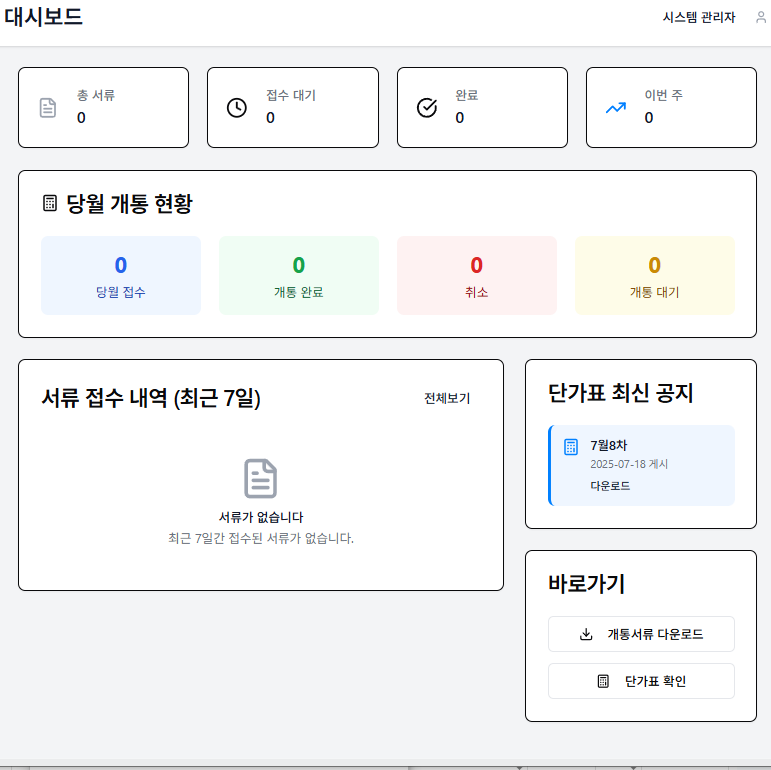 대시보드
시스템 관리자
총 서류
0
접수 대기
0
완료
0
이번 주
0
당월 개통 현황
0
당월 접수
0
개통 완료
0
취소
0
개통 대기
서류 접수 내역 (최근 7일)
전체보기
서류가 없습니다
최근 7일간 접수된 서류가 없습니다.
단가표 최신 공지
7월8차
2025-07-18 게시
다운로드
바로가기
개통서류 다운로드
단가표 확인